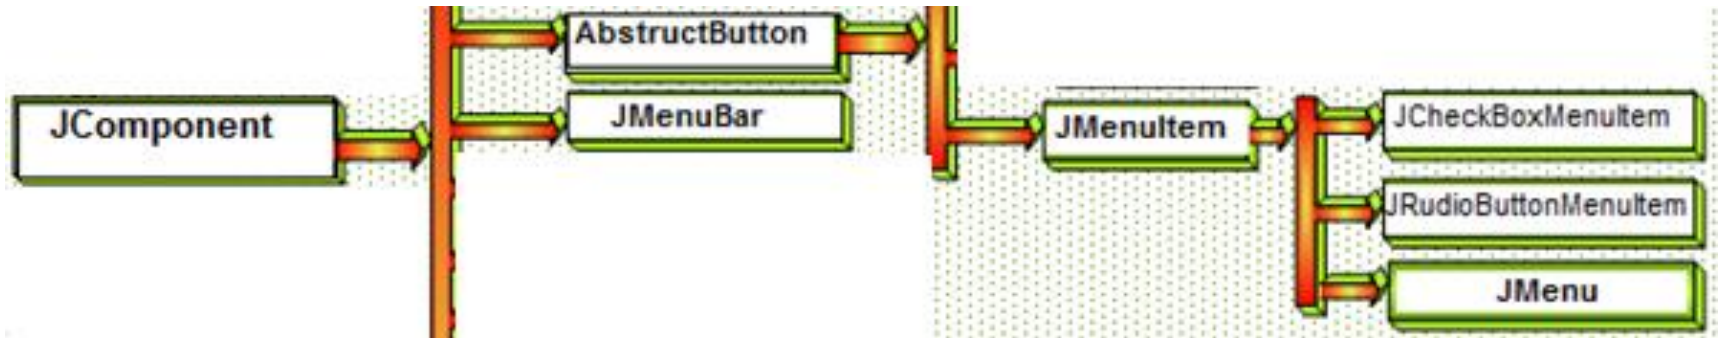 AbstructButton
JComponent
JMenuBar
JMenuItem
JCheckBoxMenuItem
JRudioButtonMenuItem
JMenu